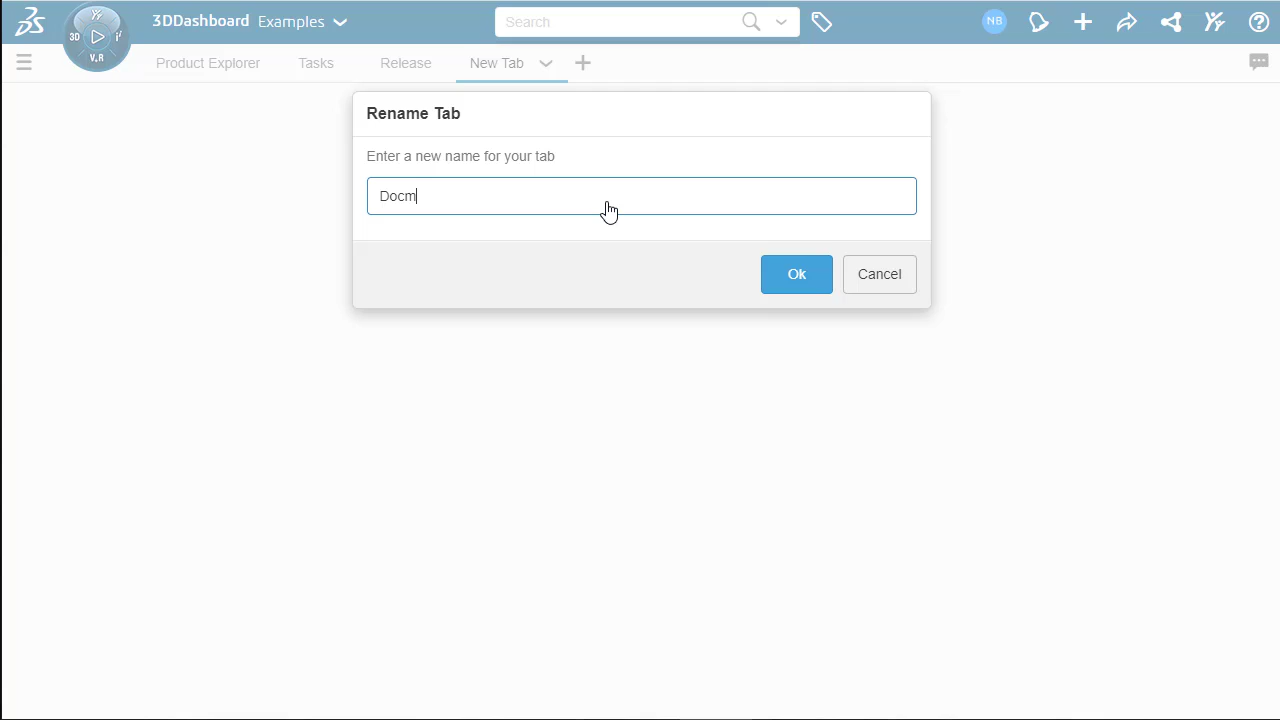 3DDashboard Examples
Search
NB
3D
V.R
Product Explorer
Tasks
Release
New Tab
Rename Tab
Enter a new name for your tab
Docm
Ok
Cancel